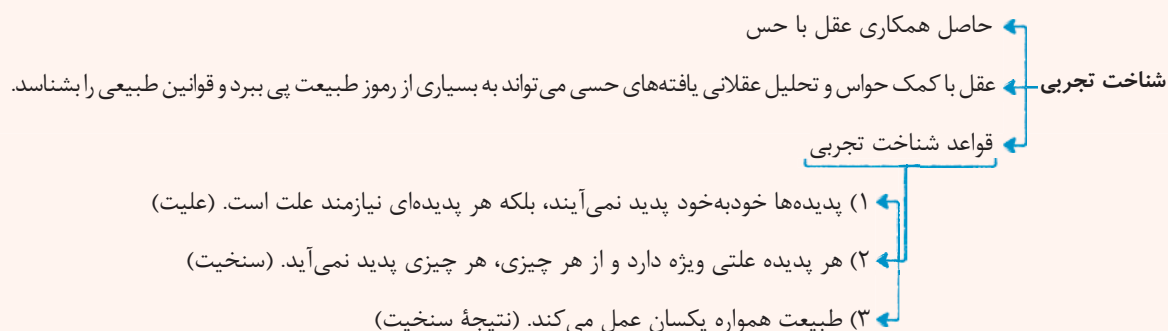 حاصل همکاری عقل با حس
شناخت تجربی
عقل با کمک حواس و تحلیل عقلانی یافته‌های حسی می‌تواند به بسیاری از رموز طبیعت پی ببرد و قوانین طبیعی را بشناسد.
قواعد شناخت تجربی
۱) پدیده‌ها خودبه‌خود پدید نمی‌آیند، بلکه هر پدیده‌ای نیازمند علت است. (علیت)
۲) هر پدیده علتی ویژه دارد و از هر چیزی، هر چیزی پدید نمی‌آید. (سنخیت)
۳) طبیعت همواره یکسان عمل می‌کند. (نتیجهٔ سنخیت)